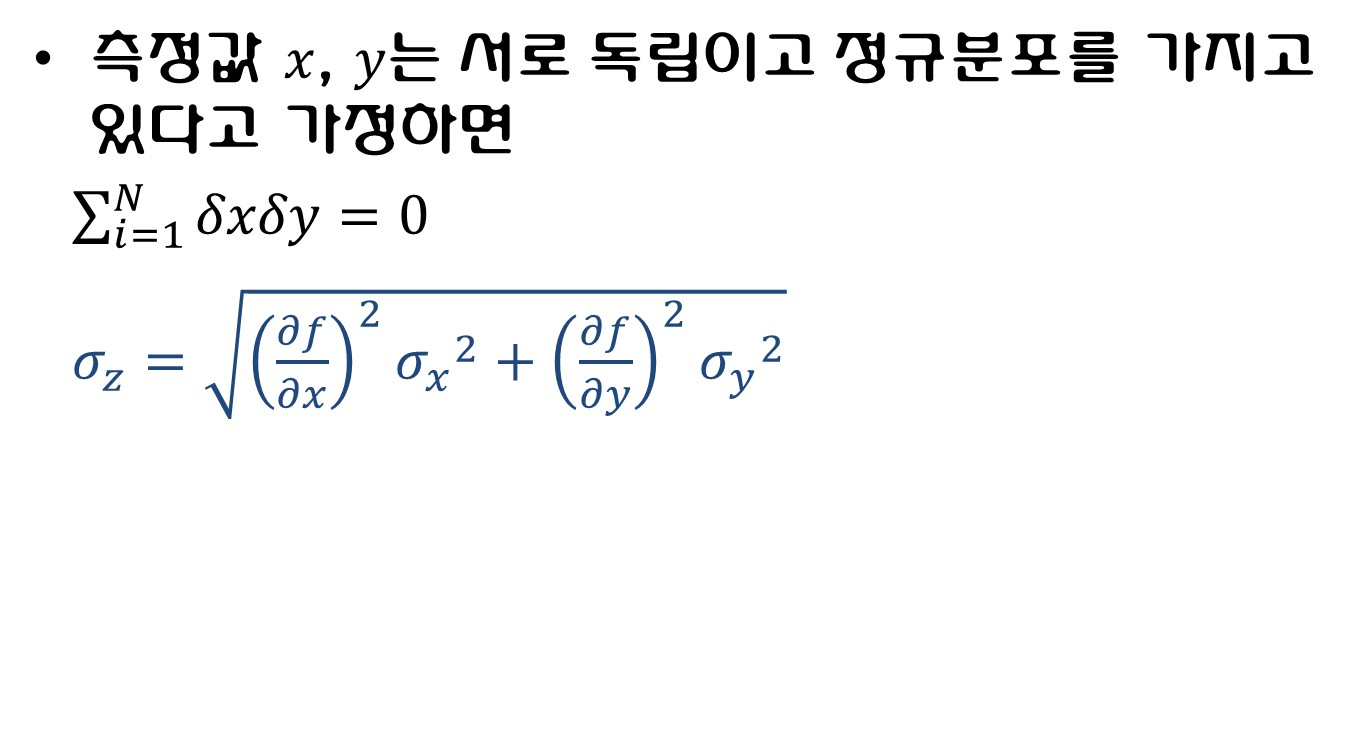 • 측정값 x, y는 서로 독립이고 정규분포를 가지고
있다고 가정하면
∑_{i=1}^{N} δxδy = 0
σ_z = √((∂f/∂x)² σ_x² + (∂f/∂y)² σ_y²)